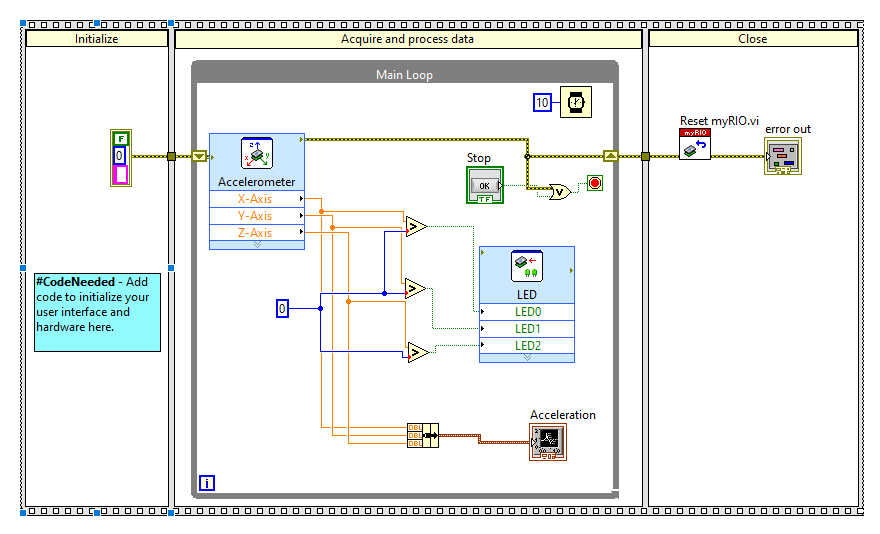 Initialize
Acquire and process data
Close
Main Loop
10
Reset myRIO.vi
myRIO
error out
F
0
Stop
OK
TF
V
Accelerometer
X-Axis
Y-Axis
Z-Axis
>
>
>
0
#CodeNeeded - Add
code to initialize your
user interface and
hardware here.
LED
LED0
LED1
LED2
Acceleration
DBL
DBL
DBL
i